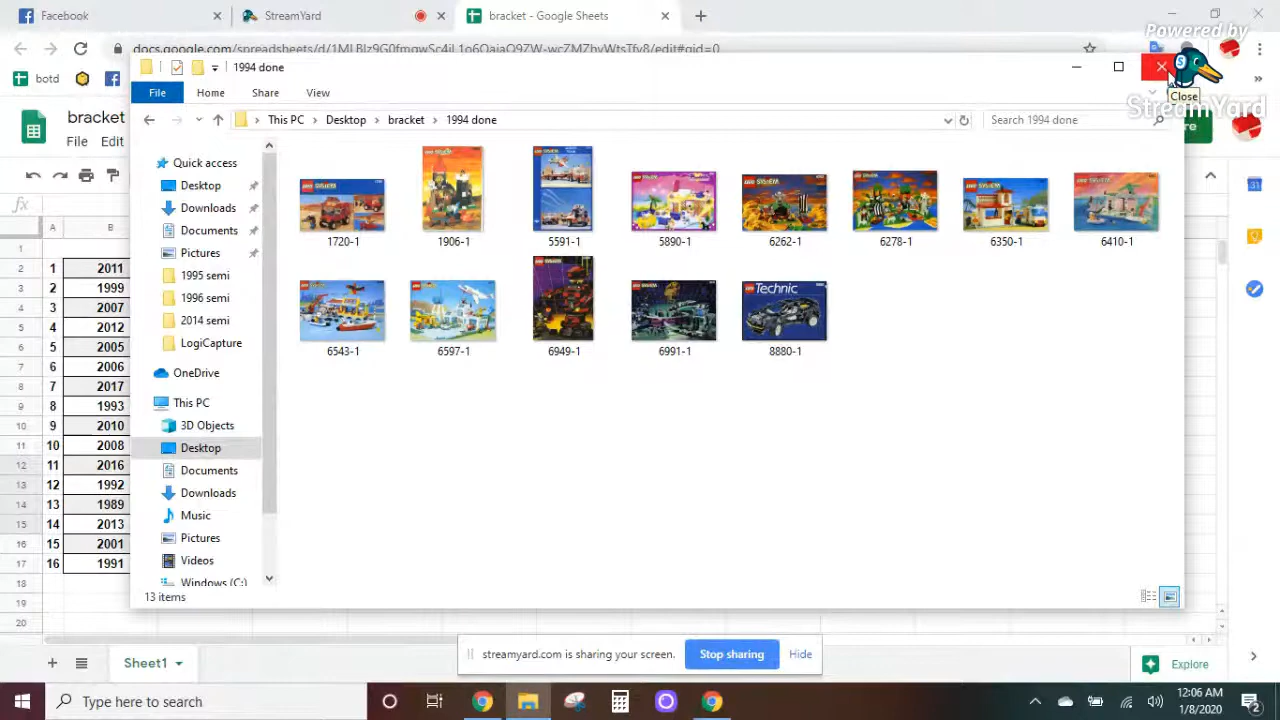 Facebook
StreamYard
bracket - Google Sheets
Powered by
docs.google.com/spreadsheets/d/
botd
1994 done
StreamYard
Close
File Home Share View
bracket
File Edit
This PC > Desktop > bracket > 1994 done
Search 1994 done
Quick access
Desktop
Downloads
Documents
Pictures
1995 semi
1996 semi
2014 semi
LogiCapture
OneDrive
This PC
3D Objects
Desktop
Documents
Downloads
Music
Pictures
Videos
Windows (C:)
1720-1 1906-1 5591-1 5890-1 6262-1 6278-1 6350-1 6410-1
Technic
6543-1 6597-1 6949-1 6991-1 8880-1
13 items
fx
A B
1
2 1 2011
3 2 1999
4 3 2007
5 4 2012
6 5 2005
7 6 2006
8 7 2017
9 8 1993
10 9 2010
11 10 2008
12 11 2016
13 12 1992
14 13 1989
15 14 2013
16 15 2001
17 16 1991
18
19
20
streamyard.com is sharing your screen. Stop sharing Hide
Sheet1
Explore
Type here to search
12:06 AM
1/8/2020
2